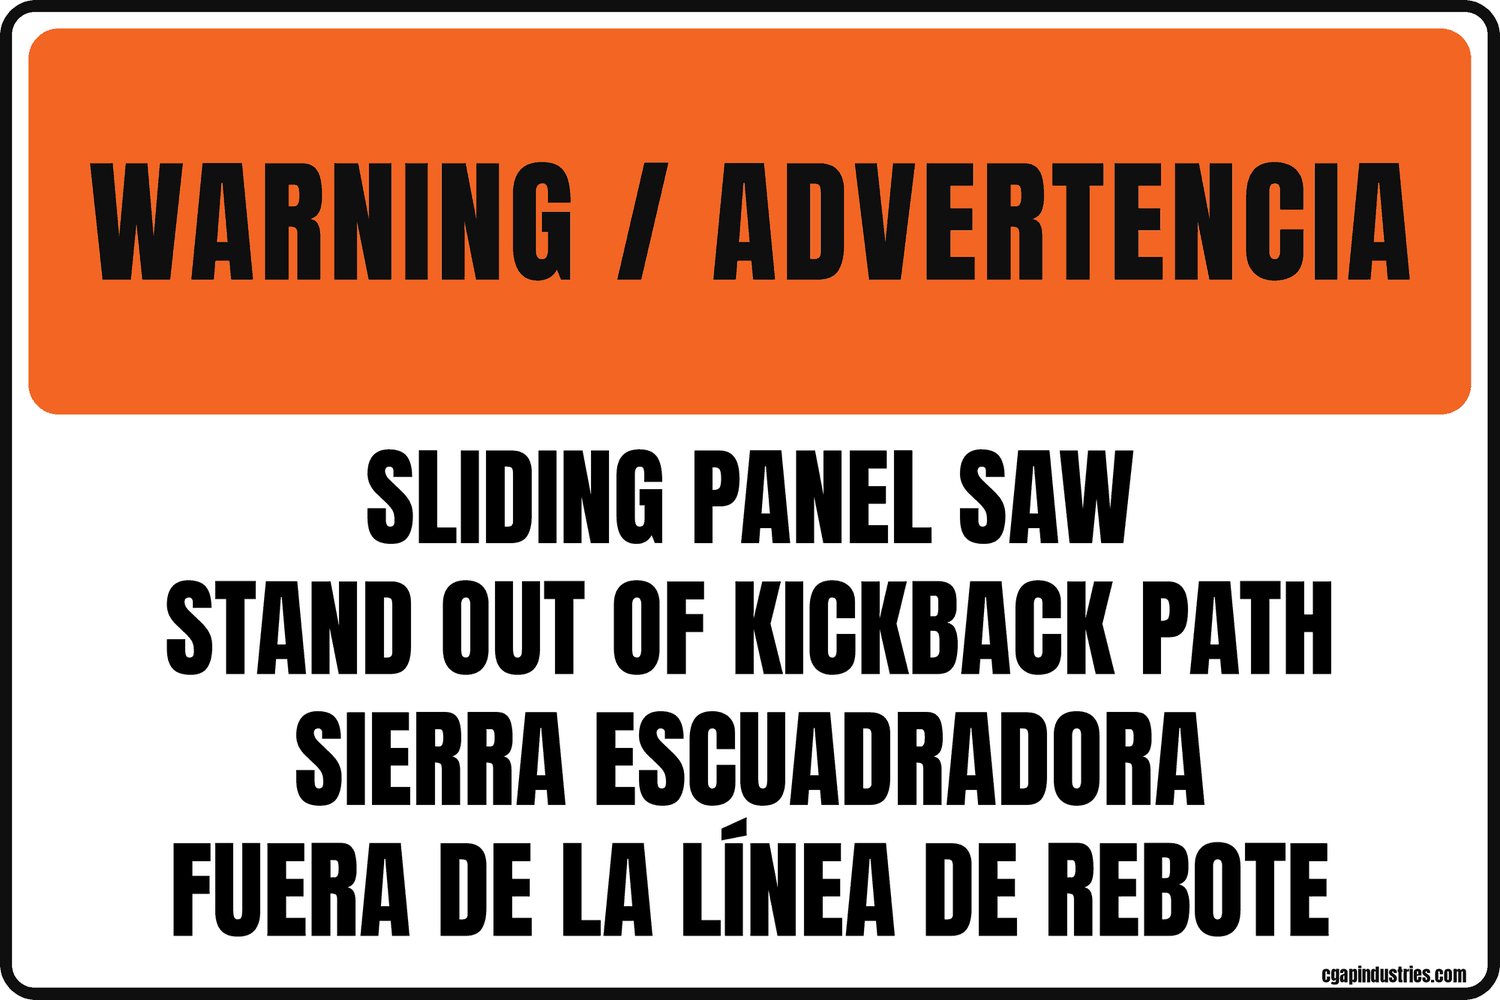 WARNING / ADVERTENCIA
SLIDING PANEL SAW
STAND OUT OF KICKBACK PATH
SIERRA ESCUADRADORA
FUERA DE LA LÍNEA DE REBOTE
cgapindustries.com